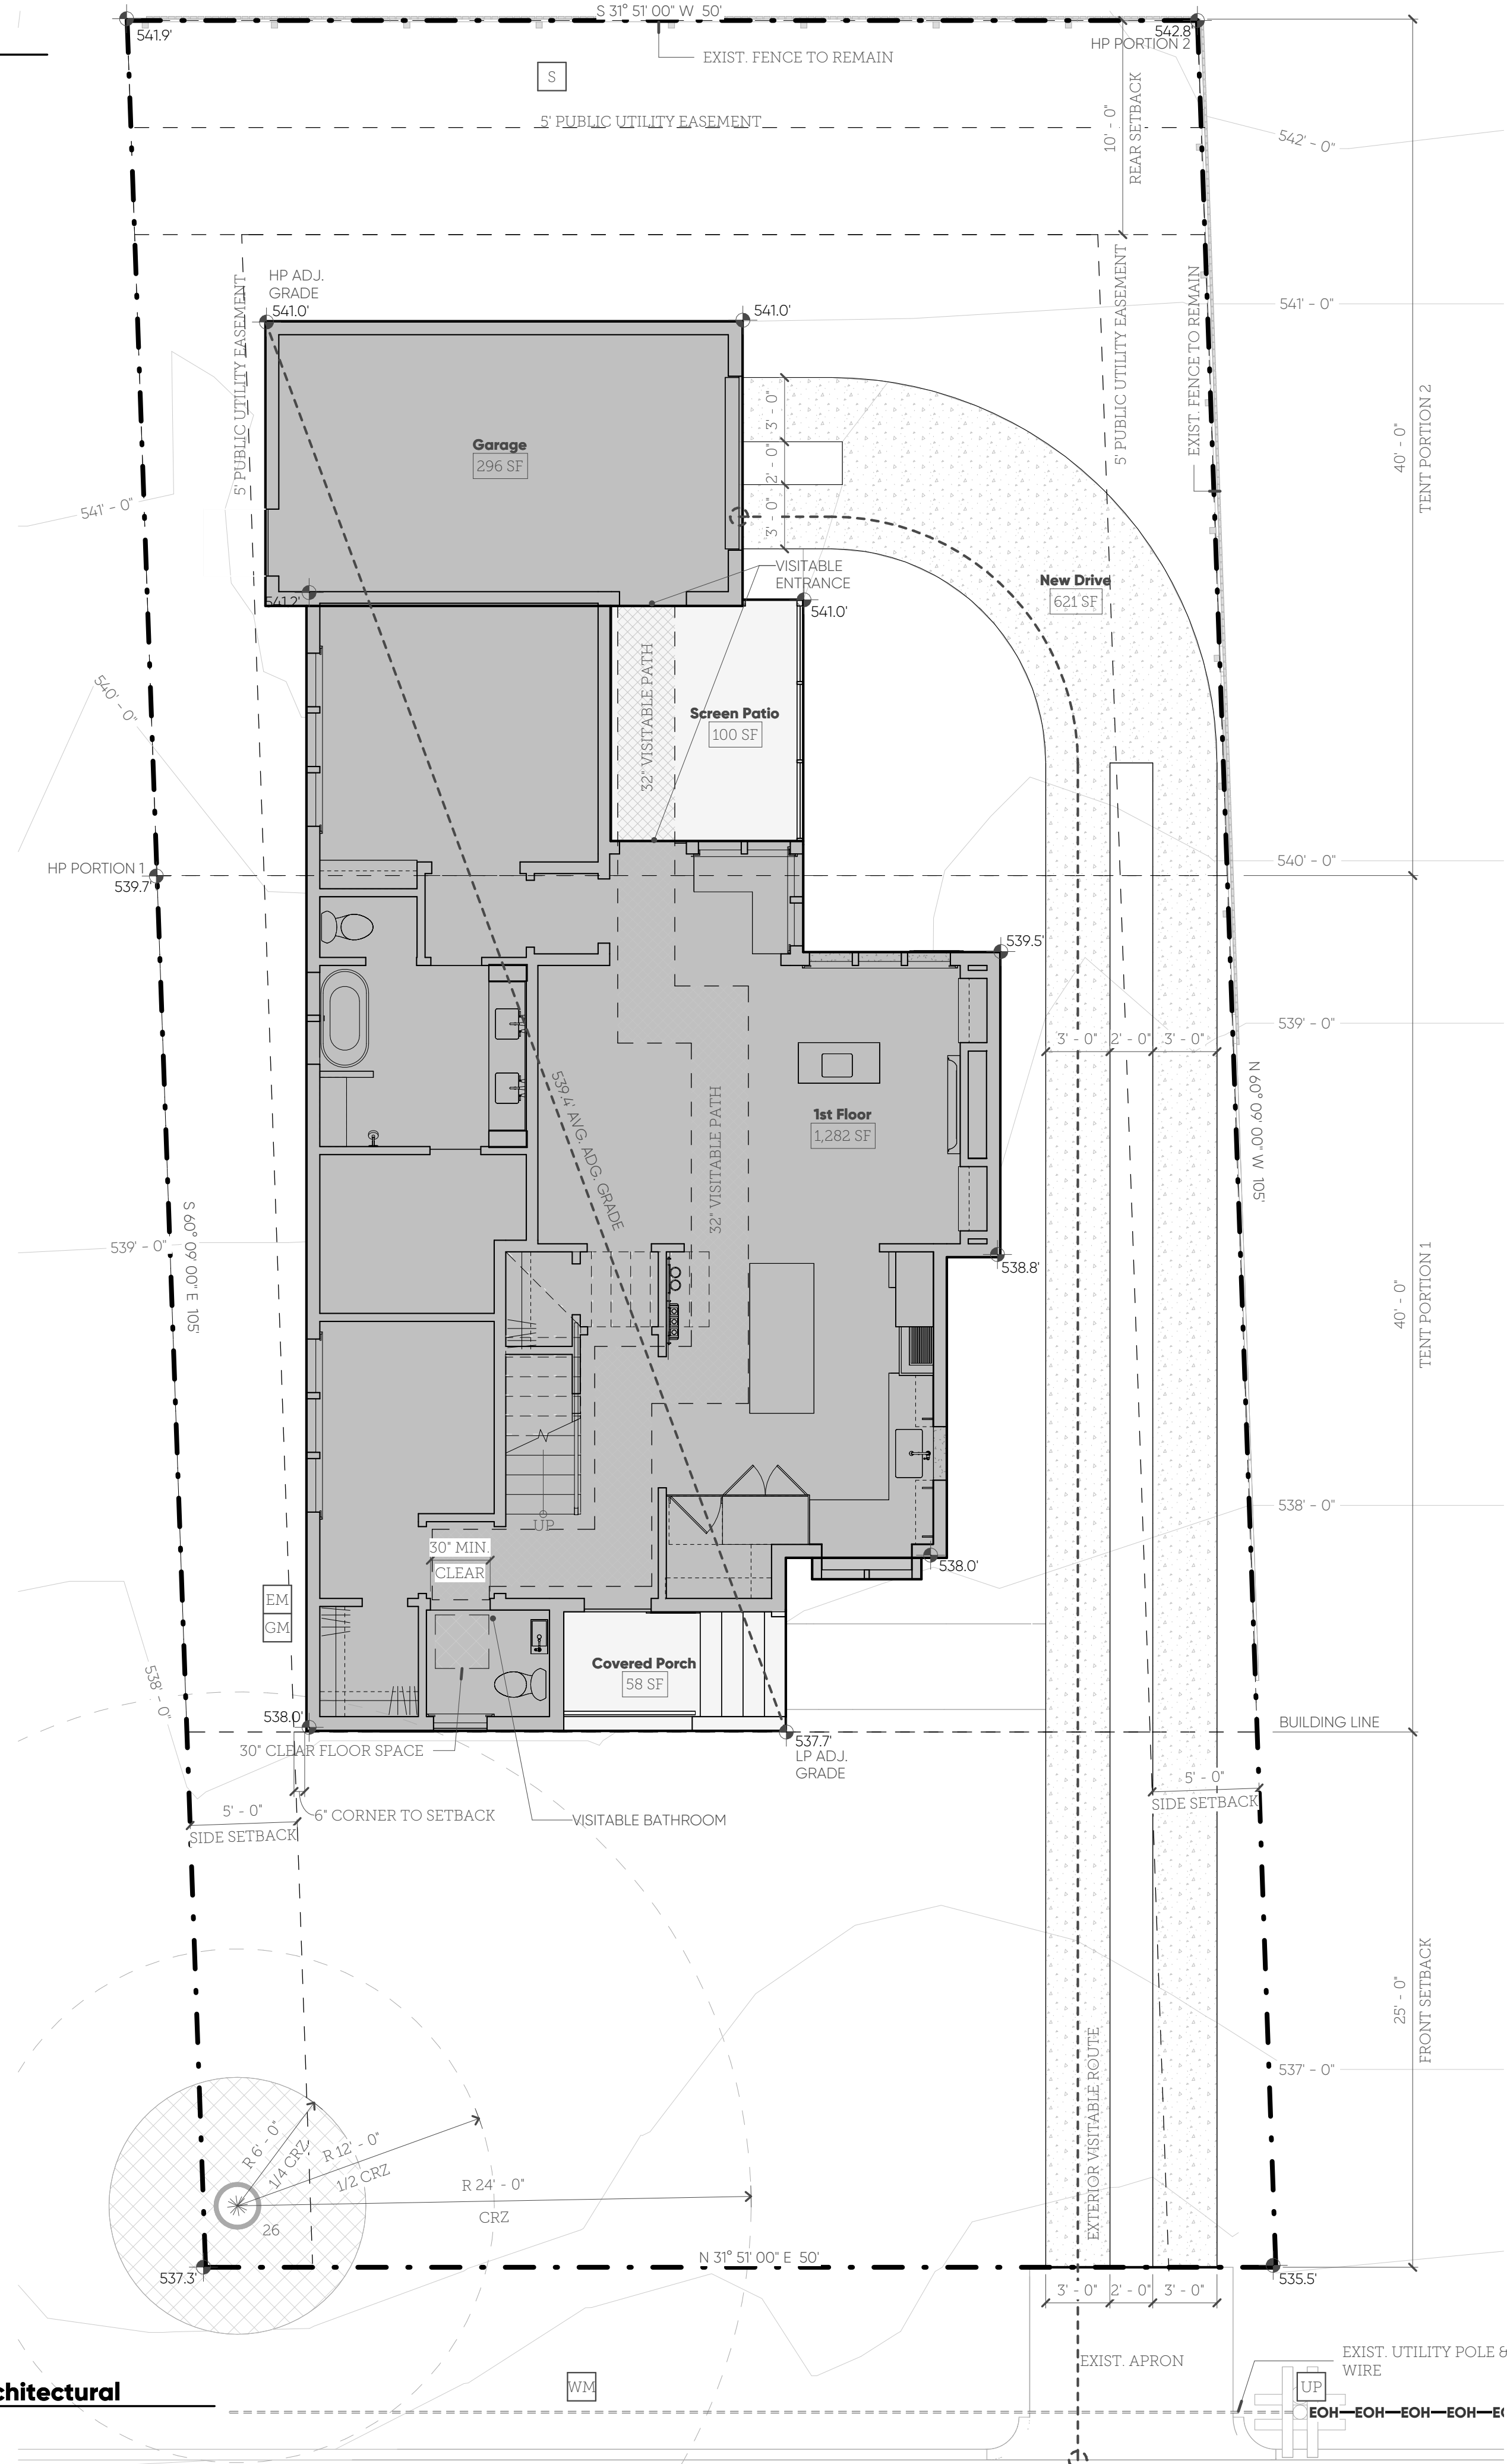 S 31° 51' 00" W 50'
541.9'
542.8'
HP PORTION 2
EXIST. FENCE TO REMAIN
S
5' PUBLIC UTILITY EASEMENT
10' - 0"
REAR SETBACK
542' - 0"
HP ADJ.
GRADE
541.0'
541.0'
5' PUBLIC UTILITY EASEMENT
5' PUBLIC UTILITY EASEMENT
EXIST. FENCE TO REMAIN
541' - 0"
40' - 0"
TENT PORTION 2
Garage
296 SF
3' - 0"
2' - 0"
3' - 0"
541' - 0"
VISITABLE
ENTRANCE
New Drive
621 SF
541.2'
541.0'
32" VISITABLE PATH
Screen Patio
100 SF
540' - 0"
HP PORTION 1
539.7'
540' - 0"
539.5'
539' - 0"
3' - 0"
2' - 0"
3' - 0"
539.4' AVG. ADG. GRADE
32" VISITABLE PATH
1st Floor
1,282 SF
N 60° 09' 00" W 105'
S 60° 09' 00" E 105'
539' - 0"
538.8'
40' - 0"
TENT PORTION 1
538' - 0"
UP
30" MIN.
CLEAR
538.0'
EM
GM
Covered Porch
58 SF
538' - 0"
538.0'
537.7'
LP ADJ.
GRADE
BUILDING LINE
30" CLEAR FLOOR SPACE
5' - 0"
SIDE SETBACK
6" CORNER TO SETBACK
VISITABLE BATHROOM
5' - 0"
SIDE SETBACK
25' - 0"
FRONT SETBACK
EXTERIOR VISITABLE ROUTE
537' - 0"
R 6' - 0"
1/4 CRZ
R 12' - 0"
1/2 CRZ
R 24' - 0"
CRZ
26
537.3'
N 31° 51' 00" E 50'
535.5'
3' - 0"
2' - 0"
3' - 0"
EXIST. APRON
EXIST. UTILITY POLE &
WIRE
chitectural
WM
UP
EOH EOH EOH EOH